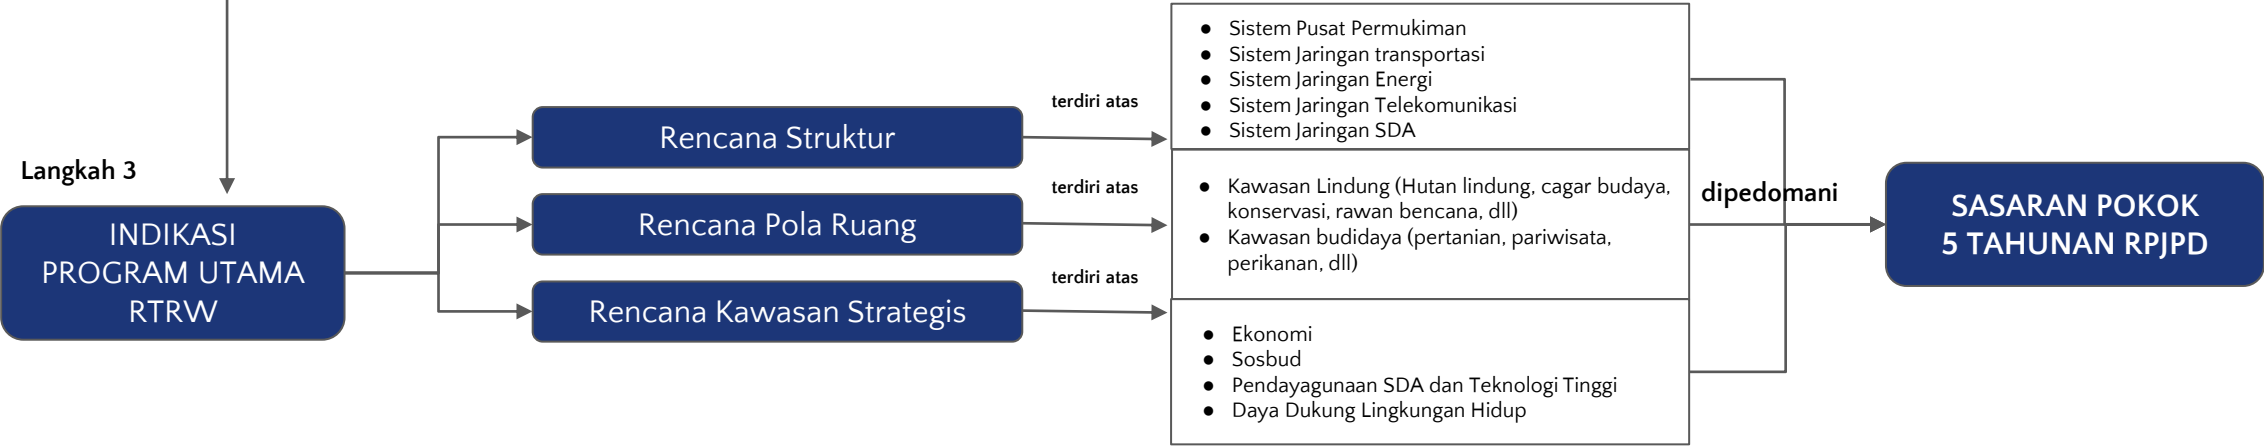 Langkah 3
INDIKASI
PROGRAM UTAMA
RTRW
Rencana Struktur
Rencana Pola Ruang
Rencana Kawasan Strategis
terdiri atas
terdiri atas
terdiri atas
● Sistem Pusat Permukiman
● Sistem Jaringan transportasi
● Sistem Jaringan Energi
● Sistem Jaringan Telekomunikasi
● Sistem Jaringan SDA
● Kawasan Lindung (Hutan lindung, cagar budaya,
konservasi, rawan bencana, dll)
● Kawasan budidaya (pertanian, pariwisata,
perikanan, dll)
● Ekonomi
● Sosbud
● Pendayagunaan SDA dan Teknologi Tinggi
● Daya Dukung Lingkungan Hidup
dipedomani
SASARAN POKOK
5 TAHUNAN RPJPD